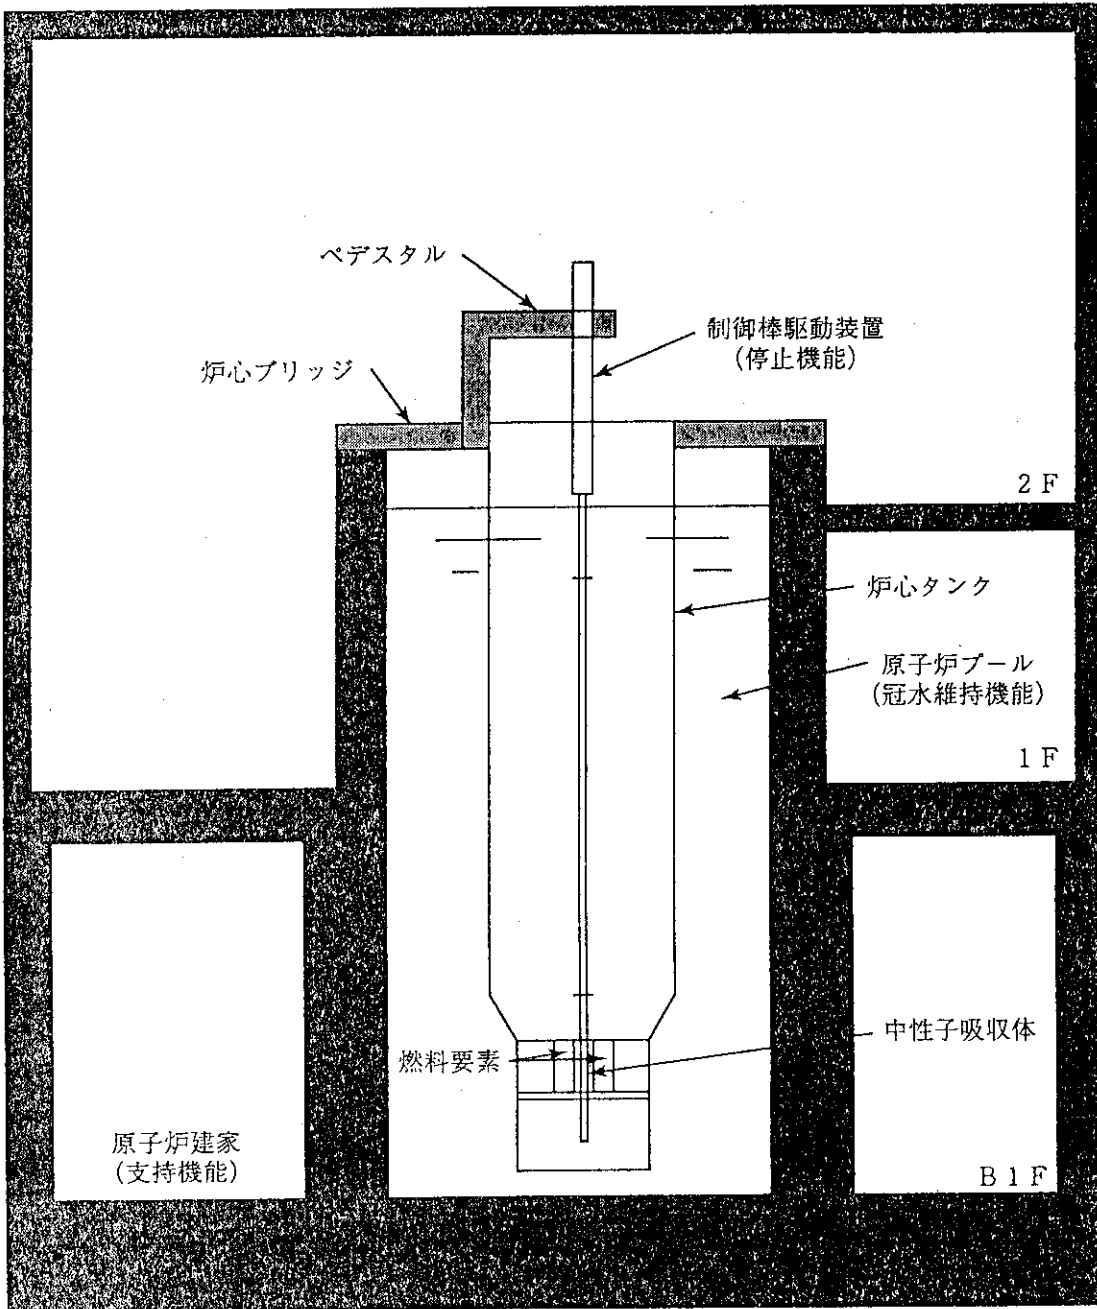 ペデスタル
制御棒駆動装置
(停止機能)
炉心ブリッジ
2F
炉心タンク
原子炉プール
(冠水維持機能)
1F
中性子吸収体
燃料要素
原子炉建家
(支持機能)
B1F